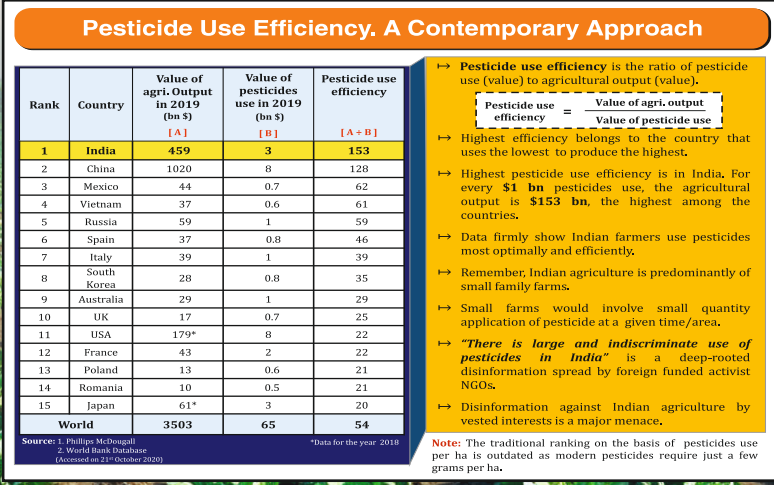 Pesticide Use Efficiency. A Contemporary Approach
Rank Country Value of agri. Output in 2019 (bn $) [ A ] Value of pesticides use in 2019 (bn $) [ B ] Pesticide use efficiency [ A ÷ B ]
1 India 459 3 153
2 China 1020 8 128
3 Mexico 44 0.7 62
4 Vietnam 37 0.6 61
5 Russia 59 1 59
6 Spain 37 0.8 46
7 Italy 39 1 39
8 South Korea 28 0.8 35
9 Australia 29 1 29
10 UK 17 0.7 25
11 USA 179* 8 22
12 France 43 2 22
13 Poland 13 0.6 21
14 Romania 10 0.5 21
15 Japan 61* 3 20
World 3503 65 54
Source: 1. Phillips McDougall
2. World Bank Database
(Accessed on 21st October 2020)
*Data for the year 2018
↦ Pesticide use efficiency is the ratio of pesticide
use (value) to agricultural output (value).
Pesticide use efficiency = Value of agri. output / Value of pesticide use
↦ Highest efficiency belongs to the country that
uses the lowest to produce the highest.
↦ Highest pesticide use efficiency is in India. For
every $1 bn pesticides use, the agricultural
output is $153 bn, the highest among the
countries.
↦ Data firmly show Indian farmers use pesticides
most optimally and efficiently.
↦ Remember, Indian agriculture is predominantly of
small family farms.
↦ Small farms would involve small quantity
application of pesticide at a given time/area.
↦ "There is large and indiscriminate use of
pesticides in India" is a deep-rooted
disinformation spread by foreign funded activist
NGOs.
↦ Disinformation against Indian agriculture by
vested interests is a major menace.
Note: The traditional ranking on the basis of pesticides use
per ha is outdated as modern pesticides require just a few
grams per ha.